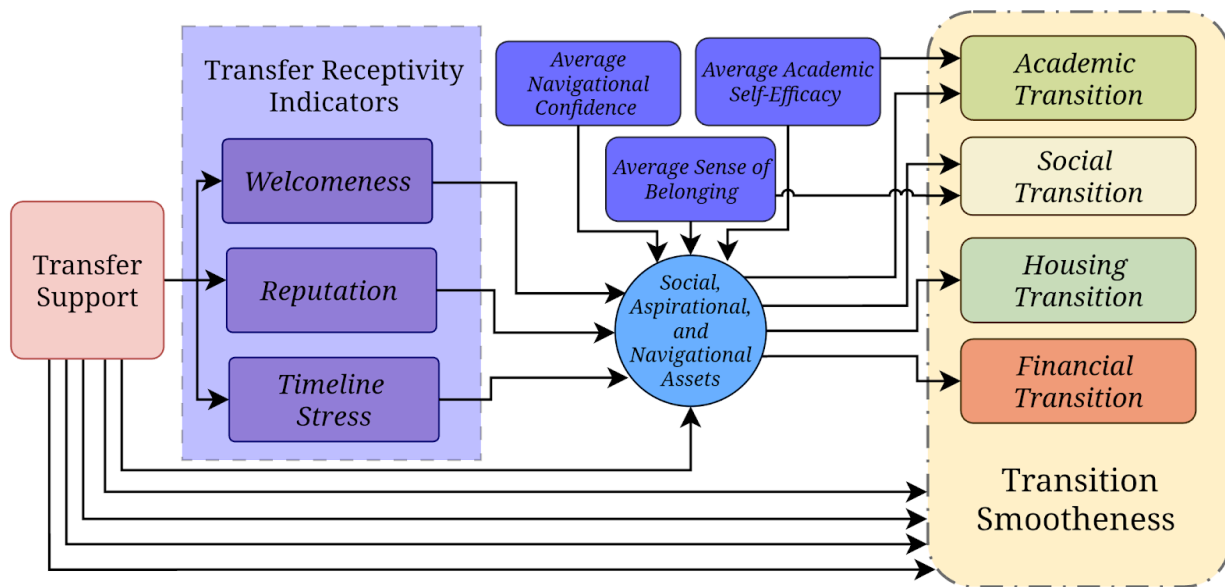 Transfer Receptivity
Indicators
Welcomeness
Reputation
Timeline
Stress
Transfer
Support
Average
Navigational
Confidence
Average Academic
Self-Efficacy
Average Sense of
Belonging
Social,
Aspirational,
and
Navigational
Assets
Academic
Transition
Social
Transition
Housing
Transition
Financial
Transition
Transition
Smootheness